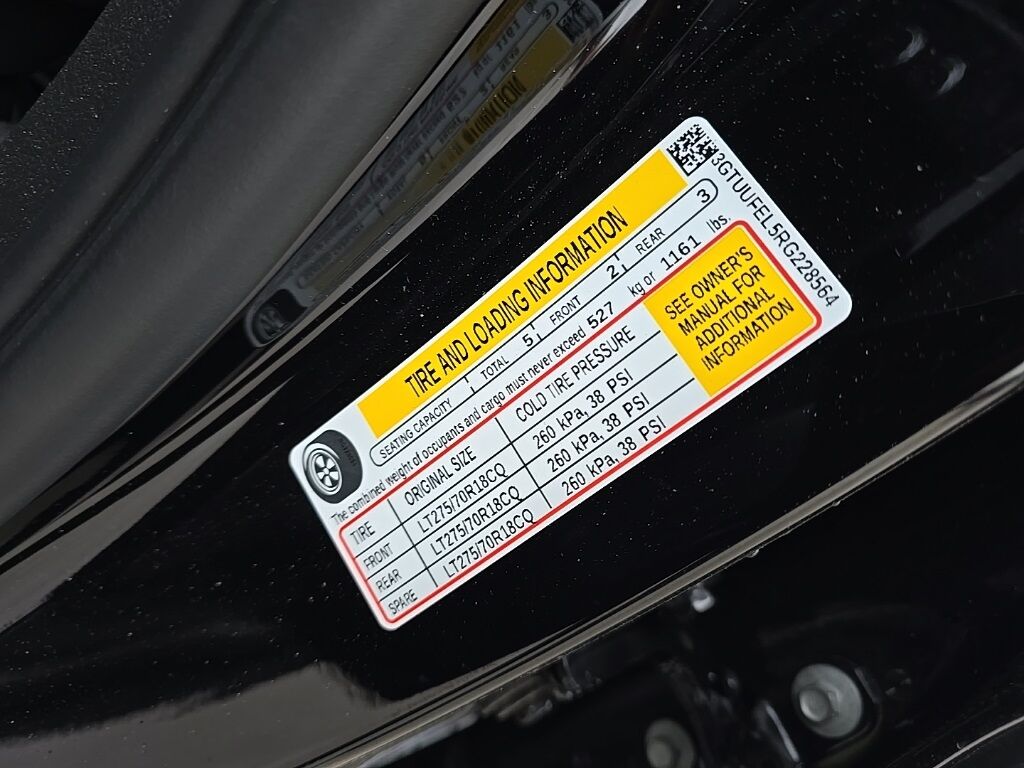 3GTUUFEL5RG228564
TIRE AND LOADING INFORMATION
SEATING CAPACITY TOTAL 5 FRONT 2 REAR 3
The combined weight of occupants and cargo must never exceed 527 kg or 1161 lbs.
TIRE ORIGINAL SIZE COLD TIRE PRESSURE
FRONT LT275/70R18CQ 260 kPa, 38 PSI
REAR LT275/70R18CQ 260 kPa, 38 PSI
SPARE LT275/70R18CQ 260 kPa, 38 PSI
SEE OWNER'S
MANUAL FOR
ADDITIONAL
INFORMATION